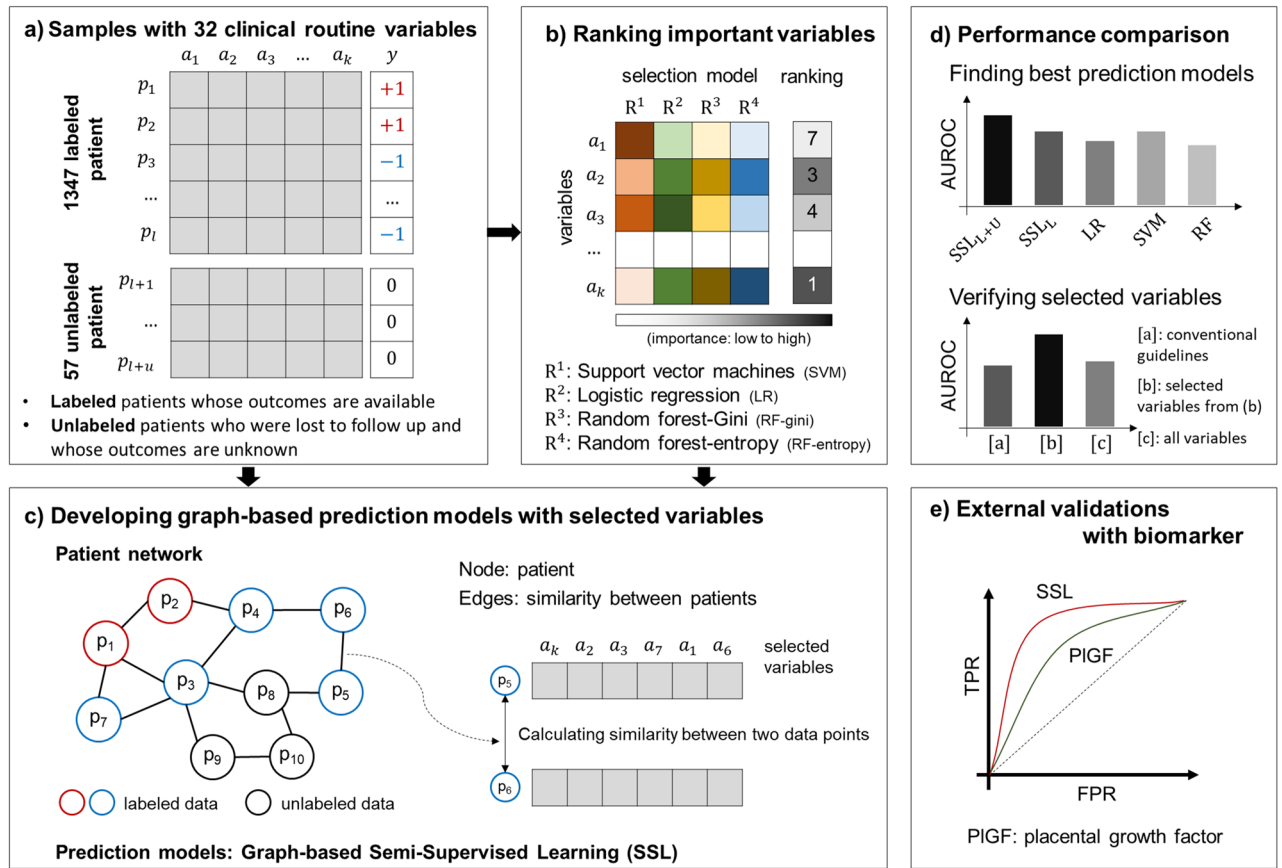 a) Samples with 32 clinical routine variables
a₁ a₂ a₃ ... aₖ y
1347 labeled
patient
p₁ +1
p₂ +1
p₃ −1
... ...
pₗ −1
57 unlabeled
patient
pₗ₊₁ 0
... 0
pₗ₊ᵤ 0
• Labeled patients whose outcomes are available
• Unlabeled patients who were lost to follow up and
whose outcomes are unknown
b) Ranking important variables
selection model ranking
R¹ R² R³ R⁴
variables
a₁ 7
a₂ 3
a₃ 4
...
aₖ 1
(importance: low to high)
R¹: Support vector machines (SVM)
R²: Logistic regression (LR)
R³: Random forest-Gini (RF-gini)
R⁴: Random forest-entropy (RF-entropy)
c) Developing graph-based prediction models with selected variables
Patient network
p₂
p₄
p₆
p₁
p₃
p₈
p₅
p₇
p₉
p₁₀
labeled data
unlabeled data
Node: patient
Edges: similarity between patients
aₖ a₂ a₃ a₇ a₁ a₆ selected
variables
p₅
Calculating similarity between two data points
p₆
Prediction models: Graph-based Semi-Supervised Learning (SSL)
d) Performance comparison
Finding best prediction models
AUROC
SSL_L+U SSL_L LR SVM RF
Verifying selected variables
AUROC
[a] [b] [c]
[a]: conventional
guidelines
[b]: selected
variables from (b)
[c]: all variables
e) External validations
with biomarker
TPR
SSL
PlGF
FPR
PlGF: placental growth factor